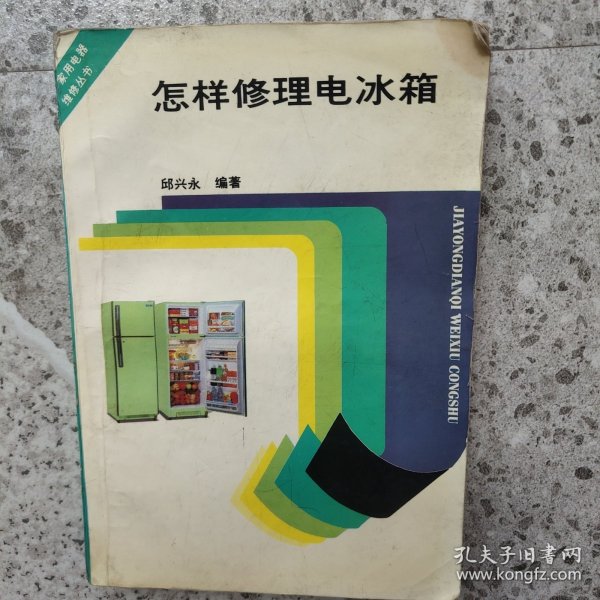 家用电器
维修丛书
怎样修理电冰箱
邱兴永 编著
JIAYONGDIANQI WEIXIU CONGSHU
孔夫子旧书网
www.kongfz.com